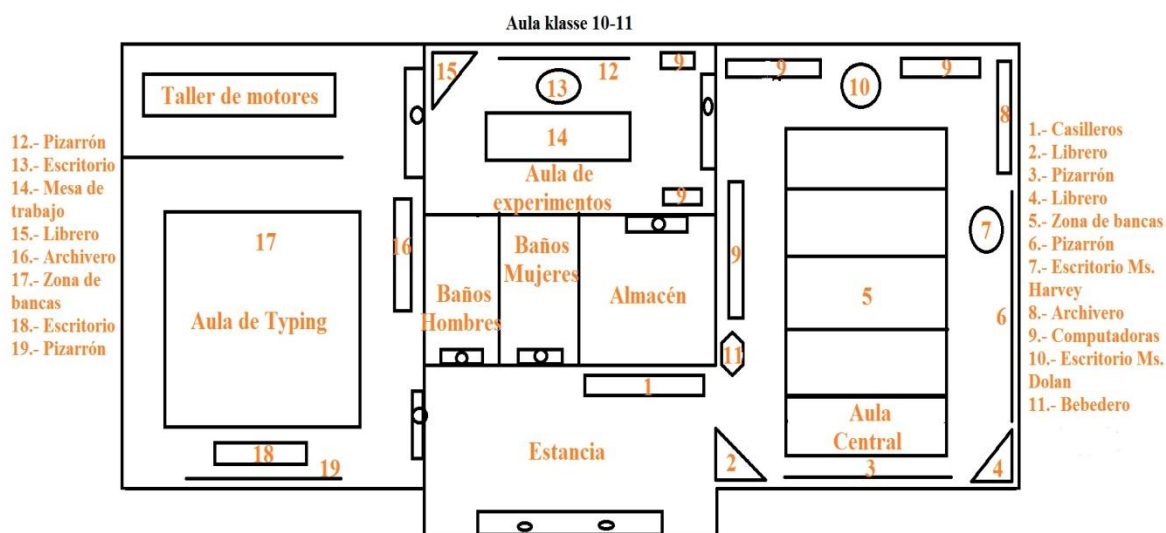 Aula klasse 10-11
Taller de motores
15
12
9
13
14
Aula de
experimentos
9
9
10
9
8
12.- Pizarrón
13.- Escritorio
14.- Mesa de
trabajo
15.- Librero
16.- Archivero
17.- Zona de
bancas
18.- Escritorio
19.- Pizarrón
17
Aula de Typing
16
Baños
Hombres
Baños
Mujeres
Almacén
9
11
5
7
6
1.- Casilleros
2.- Librero
3.- Pizarrón
4.- Librero
5.- Zona de bancas
6.- Pizarrón
7.- Escritorio Ms.
Harvey
8.- Archivero
9.- Computadoras
10.- Escritorio Ms.
Dolan
11.- Bebedero
1
Estancia
Aula
Central
18
19
2
3
4